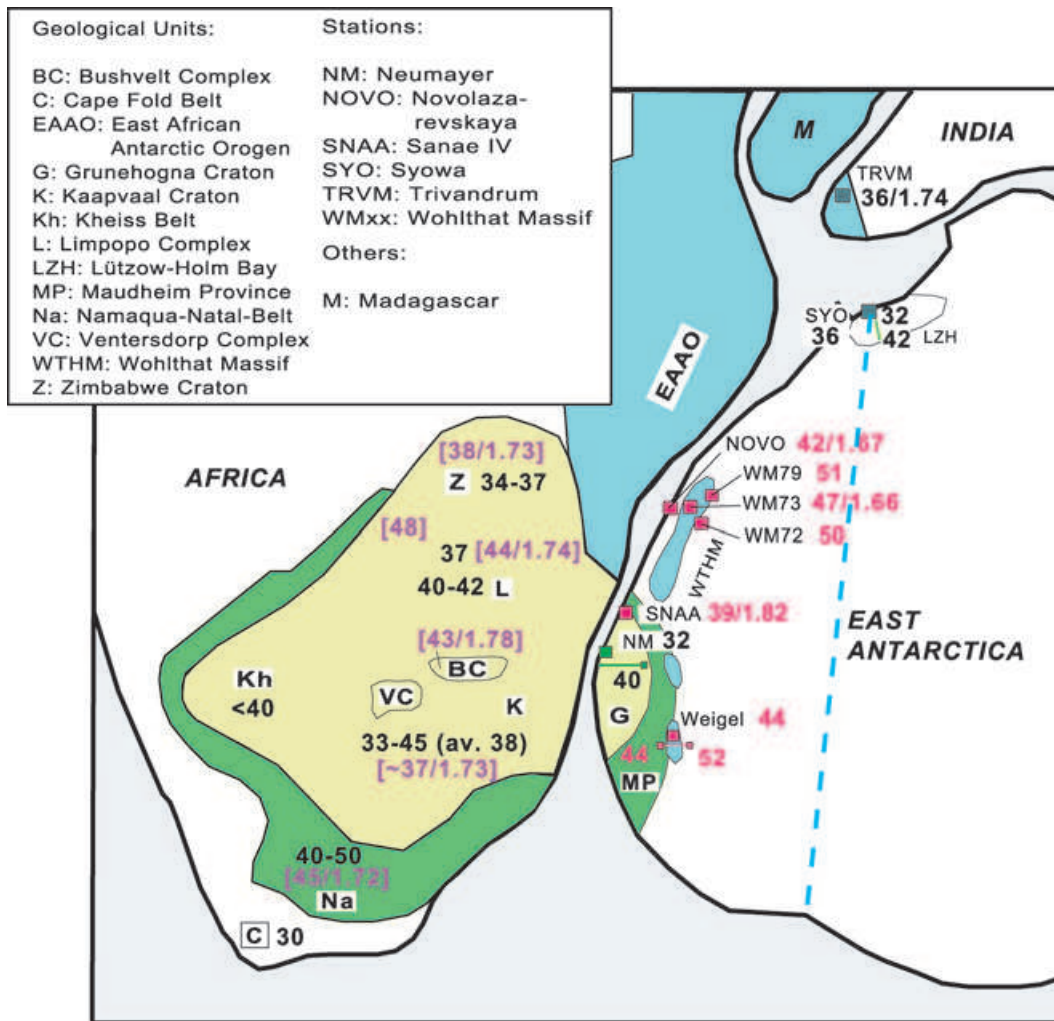 Geological Units:
BC: Bushvelt Complex
C: Cape Fold Belt
EAAO: East African
Antarctic Orogen
G: Grunehogna Craton
K: Kaapvaal Craton
Kh: Kheiss Belt
L: Limpopo Complex
LZH: Lützow-Holm Bay
MP: Maudheim Province
Na: Namaqua-Natal-Belt
VC: Ventersdorp Complex
WTHM: Wohlthat Massif
Z: Zimbabwe Craton
Stations:
NM: Neumayer
NOVO: Novolaza-
revskaya
SNAA: Sanae IV
SYO: Syowa
TRVM: Trivandrum
WMxx: Wohlthat Massif
Others:
M: Madagascar
M
INDIA
TRVM
36/1.74
SYO 32
36 42 LZH
EAAO
AFRICA
[38/1.73]
Z 34-37
[48]
37 [44/1.74]
40-42 L
[43/1.78]
BC
Kh
<40
VC
K
33-45 (av. 38)
[~37/1.73]
40-50
[45/1.72]
Na
C 30
NOVO 42/1.67
WM79 51
WM73 47/1.66
WM72 50
WTHM
SNAA 39/1.82
NM 32
40
G
Weigel 44
44 52
MP
EAST
ANTARCTICA